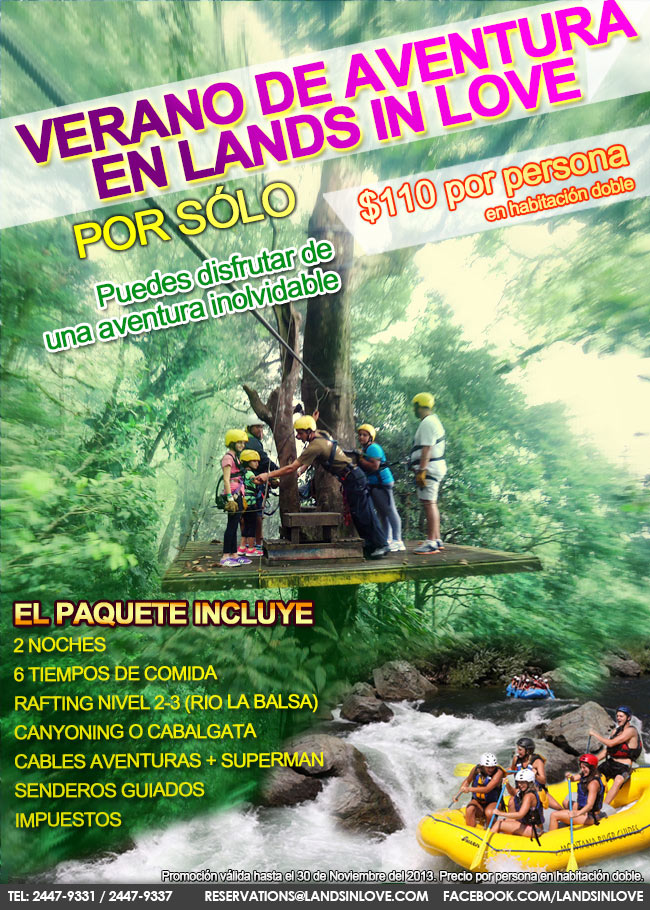 VERANO DE AVENTURA
EN LANDS IN LOVE
POR SÓLO
$110 por persona
en habitación doble
Puedes disfrutar de
una aventura inolvidable
EL PAQUETE INCLUYE
2 NOCHES
6 TIEMPOS DE COMIDA
RAFTING NIVEL 2-3 (RIO LA BALSA)
CANYONING O CABALGATA
CABLES AVENTURAS + SUPERMAN
SENDEROS GUIADOS
IMPUESTOS
MONTANA RIVER GUIDES
Promoción válida hasta el 30 de Noviembre del 2013. Precio por persona en habitación doble.
TEL: 2447-9331 / 2447-9337 RESERVATIONS@LANDSINLOVE.COM FACEBOOK.COM/LANDSINLOVE